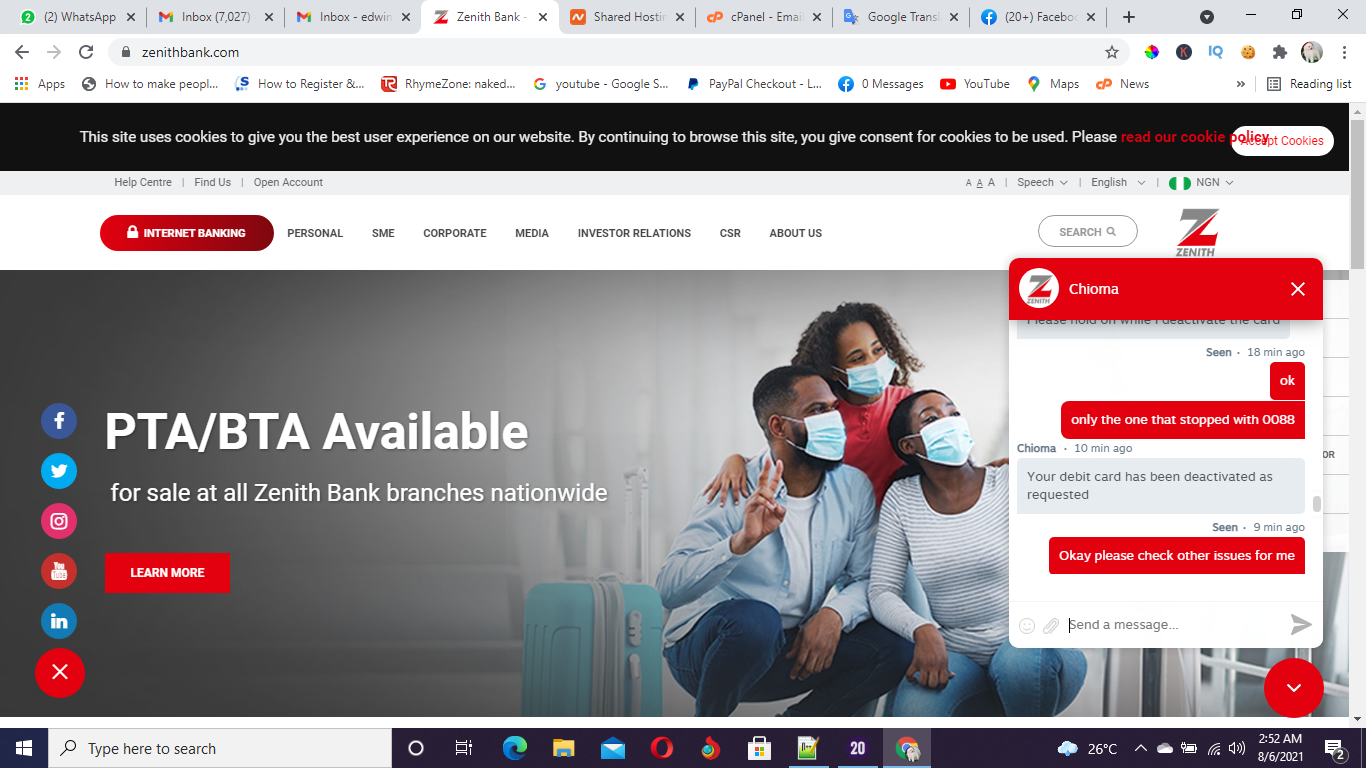 (2) WhatsApp
Inbox (7,027)
Inbox - edwin
Zenith Bank -
Shared Hostin
cPanel - Email
Google Transl
(20+) Facebo
zenithbank.com
Apps
How to make peopl...
How to Register &...
RhymeZone: naked...
youtube - Google S...
PayPal Checkout - L...
0 Messages
YouTube
Maps
News
»
Reading list
This site uses cookies to give you the best user experience on our website. By continuing to browse this site, you give consent for cookies to be used. Please read our cookie policy
Accept Cookies
Help Centre | Find Us | Open Account
A A A | Speech | English | NGN
INTERNET BANKING
PERSONAL
SME
CORPORATE
MEDIA
INVESTOR RELATIONS
CSR
ABOUT US
SEARCH
ZENITH
PTA/BTA Available
for sale at all Zenith Bank branches nationwide
LEARN MORE
ZENITH
Chioma
Please hold on while I deactivate the card
Seen · 18 min ago
ok
only the one that stopped with 0088
Chioma · 10 min ago
Your debit card has been deactivated as
requested
Seen · 9 min ago
Okay please check other issues for me
Send a message...
OR
Type here to search
20
26°C
2:52 AM
8/6/2021
2